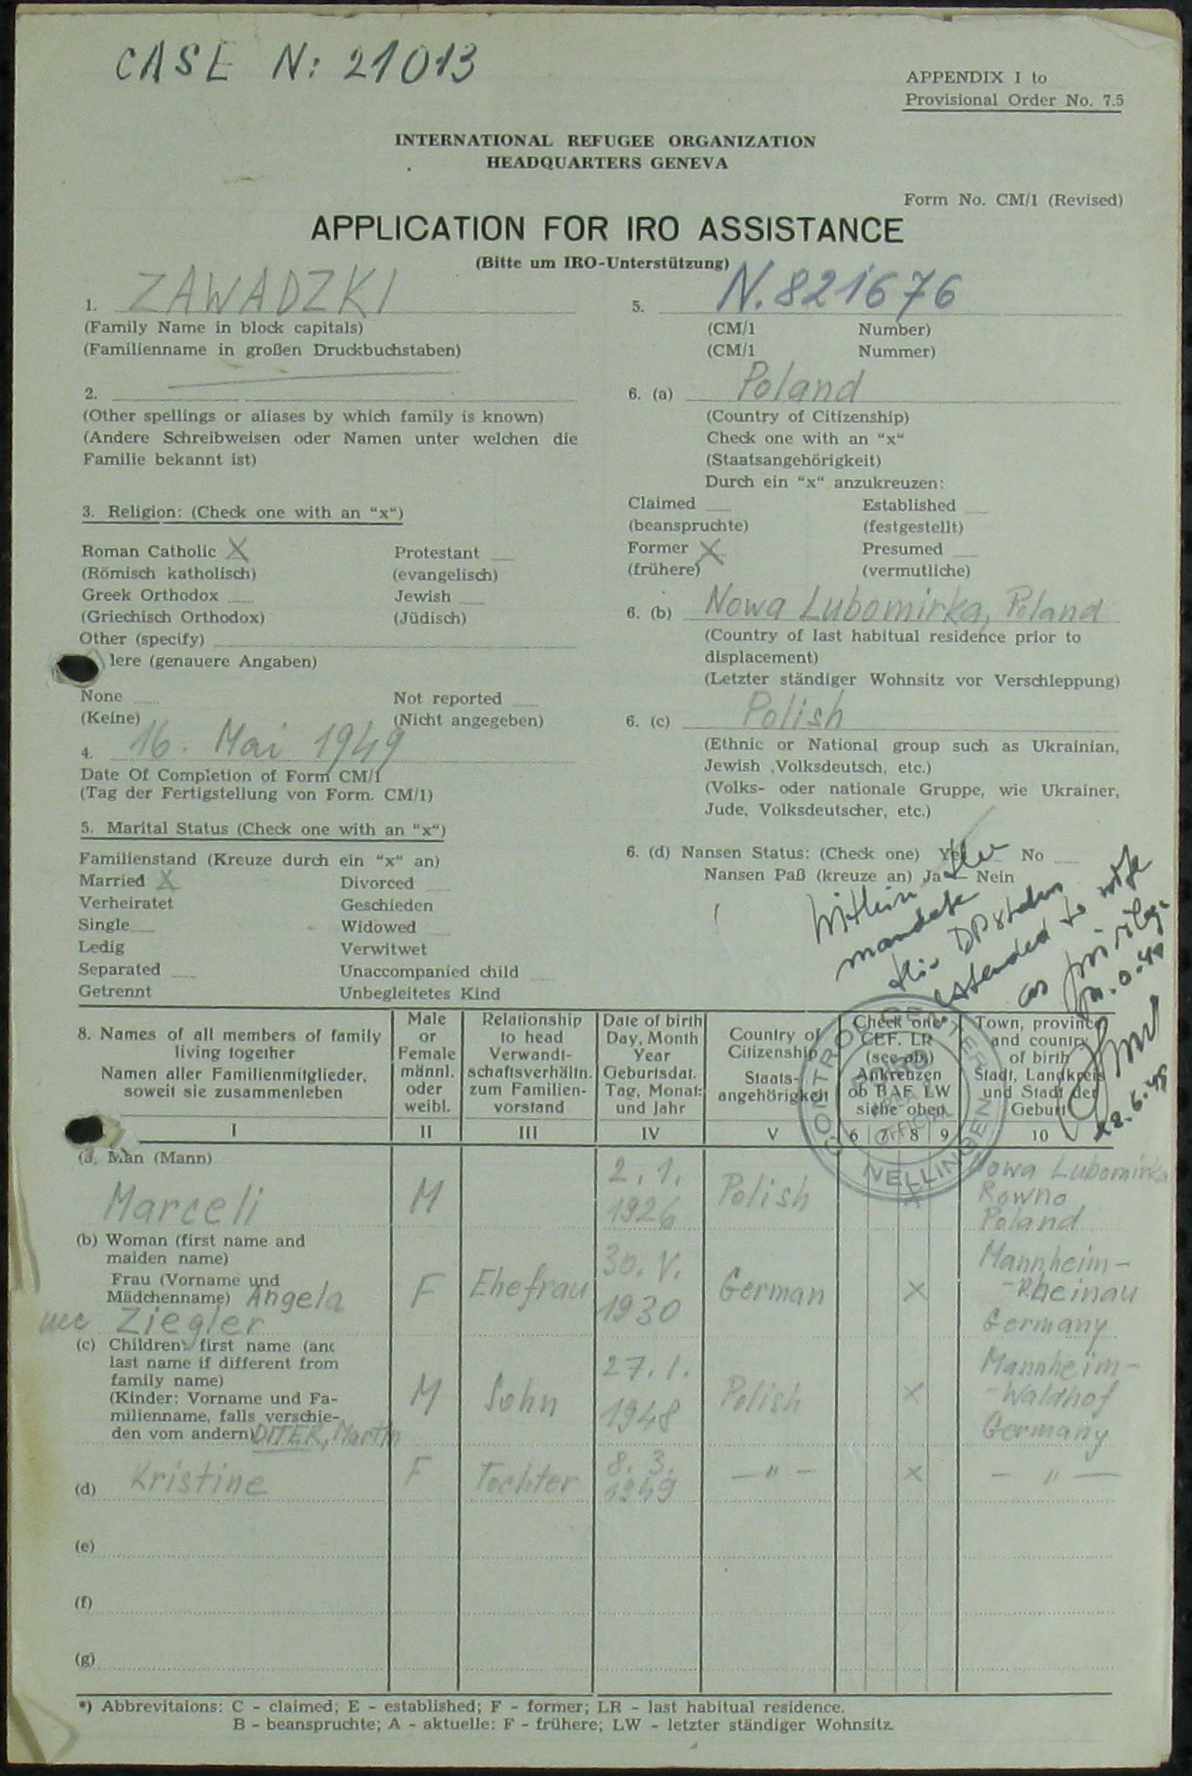 CASE N: 21013
APPENDIX I to
Provisional Order No. 7.5
INTERNATIONAL REFUGEE ORGANIZATION
HEADQUARTERS GENEVA
Form No. CM/1 (Revised)
APPLICATION FOR IRO ASSISTANCE
(Bitte um IRO-Unterstützung)
1. ZAWADZKI
(Family Name in block capitals)
(Familienname in großen Druckbuchstaben)
2.
(Other spellings or aliases by which family is known)
(Andere Schreibweisen oder Namen unter welchen die
Familie bekannt ist)
3. Religion: (Check one with an "x")
Roman Catholic X Protestant
(Römisch katholisch) (evangelisch)
Greek Orthodox Jewish
(Griechisch Orthodox) (Jüdisch)
Other (specify)
lere (genauere Angaben)
None Not reported
(Keine) (Nicht angegeben)
4. 16. Mai 1949
Date Of Completion of Form CM/1
(Tag der Fertigstellung von Form. CM/1)
5. Marital Status (Check one with an "x")
Familienstand (Kreuze durch ein "x" an)
Married X Divorced
Verheiratet Geschieden
Single Widowed
Ledig Verwitwet
Separated Unaccompanied child
Getrennt Unbegleitetes Kind
5. N. 821676
(CM/1 Number)
(CM/1 Nummer)
6. (a) Poland
(Country of Citizenship)
Check one with an "x"
(Staatsangehörigkeit)
Durch ein "x" anzukreuzen:
Claimed Established
(beanspruchte) (festgestellt)
Former X Presumed
(frühere) (vermutliche)
6. (b) Nowa Lubomirka, Poland
(Country of last habitual residence prior to
displacement)
(Letzter ständiger Wohnsitz vor Verschleppung)
6. (c) Polish
(Ethnic or National group such as Ukrainian,
Jewish ,Volksdeutsch, etc.)
(Volks- oder nationale Gruppe, wie Ukrainer,
Jude, Volksdeutscher, etc.)
6. (d) Nansen Status: (Check one) Yes No
Nansen Paß (kreuze an) Ja — Nein
Within the
mandate
His DP status
extended to wife
as privilege
28.6.49
CONTROL CENTER
NELLINGEN
8. Names of all members of family
living together
Namen aller Familienmitglieder,
soweit sie zusammenleben
Male
or
Female
männl.
oder
weibl.
Relationship
to head
Verwandt-
schaftsverhältn.
zum Familien-
vorstand
Date of birth
Day, Month
Year
Geburtsdat.
Tag, Monat:
und Jahr
Country of
Citizenship
Staats-
angehörigkeit
Check one*
CEF. LR
(see ab)
Ankreuzen
ob BAF. LW
siehe oben
Town, province
and country
of birth
Stadt, Landkreis
und Stadt der
Geburt
I II III IV V 6 7 8 9 10
(a. Man (Mann)
Marceli M 2. 1. 1926 Polish X Nowa Lubomirka
Rowno
Poland
(b) Woman (first name and
maiden name)
Frau (Vorname und
Mädchenname) Angela
Ziegler F Ehefrau 30. V. 1930 German X Mannheim-
-Rheinau
Germany
(c) Children: first name (and
last name if different from
family name)
(Kinder: Vorname und Fa-
milienname, falls verschie-
den vom andern) DITER, Martin
M Sohn 27. 1. 1948 Polish X Mannheim-
-Waldhof
Germany
(d) Kristine F Tochter 8. 3. 1949 — " — X — " —
(e)
(f)
(g)
*) Abbrevitaions: C - claimed; E - established; F - former; LR - last habitual residence.
B - beanspruchte; A - aktuelle: F - frühere; LW - letzter ständiger Wohnsitz.